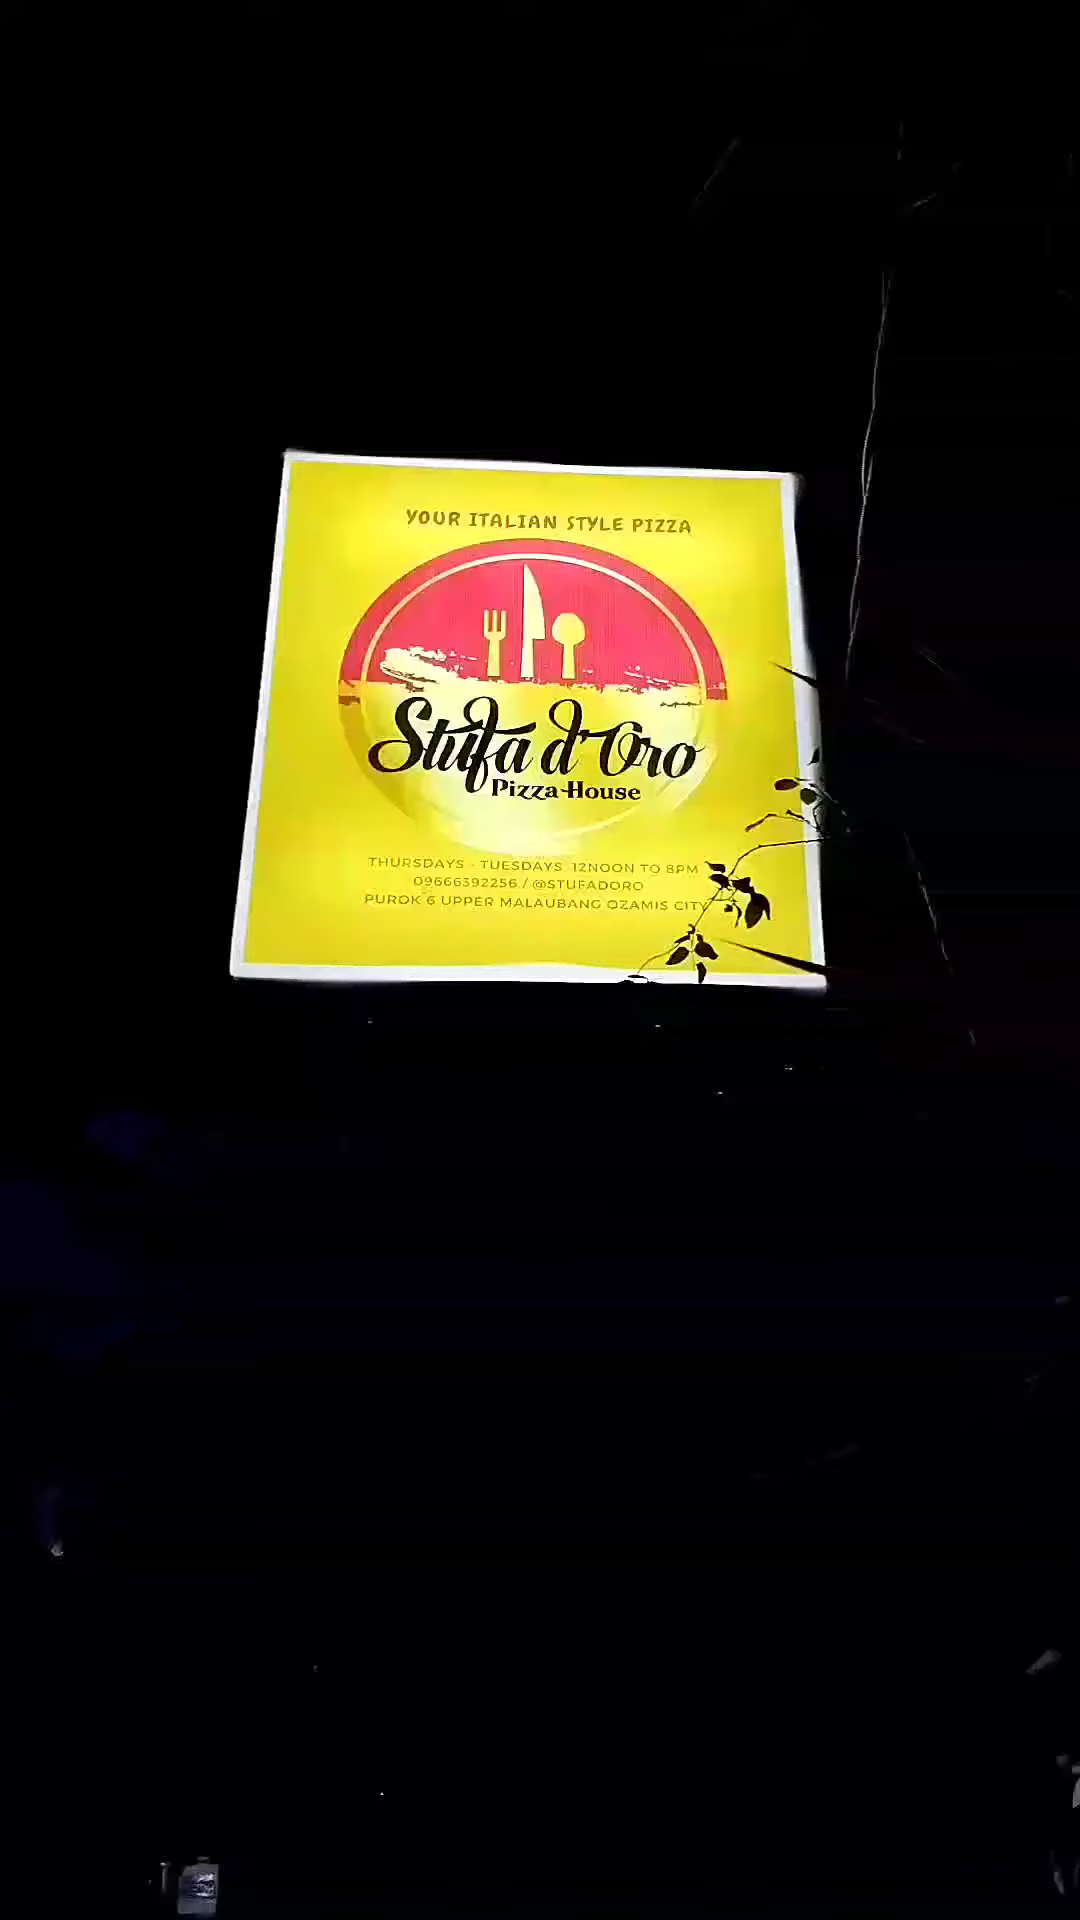 YOUR ITALIAN STYLE PIZZA
Stufa d'Oro
Pizza House
THURSDAYS - TUESDAYS 12NOON TO 8PM
09666392256 / @STUFADORO
PUROK 6 UPPER MALAUBANG OZAMIS CITY